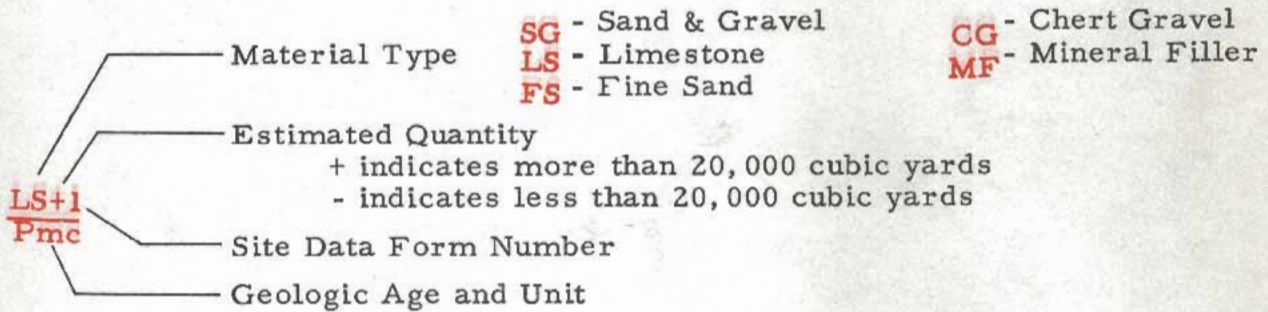 Material Type SG - Sand & Gravel CG - Chert Gravel
LS - Limestone MF - Mineral Filler
FS - Fine Sand
Estimated Quantity
+ indicates more than 20,000 cubic yards
- indicates less than 20,000 cubic yards
LS+1
Pmc
Site Data Form Number
Geologic Age and Unit